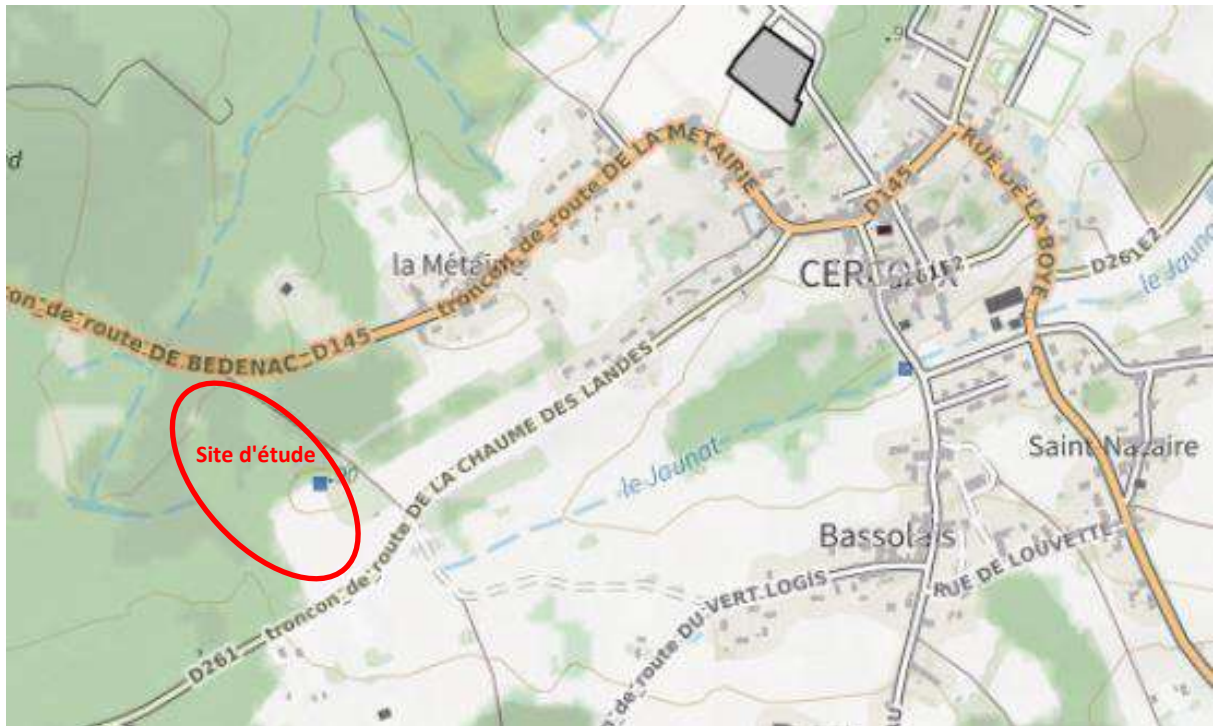 troncon_de_route DE LA METAIRIE
D145
RUE DE LA BOYE
la Métairie
CERCOUX
D261E2
le Jaunat
troncon_de_route DE BEDENAC-D145
Site d'étude
troncon_de_route DE LA CHAUME DES LANDES
le Jaunat
Saint Nazaire
Bassolais
RUE DE LOUVETTE
DU VERT LOGIS
D261